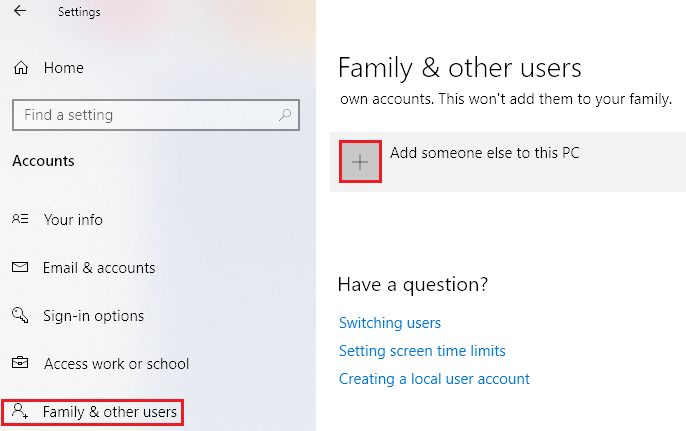 Settings
Home
Find a setting
Accounts
Your info
Email & accounts
Sign-in options
Access work or school
Family & other users
Family & other users
own accounts. This won't add them to your family.
Add someone else to this PC
Have a question?
Switching users
Setting screen time limits
Creating a local user account